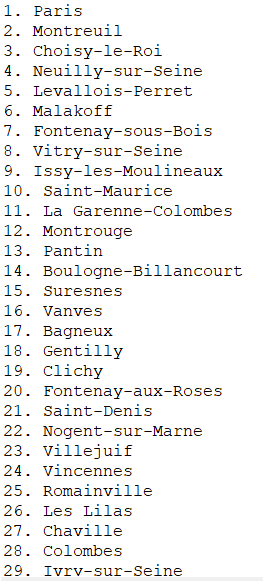 1. Paris
2. Montreuil
3. Choisy-le-Roi
4. Neuilly-sur-Seine
5. Levallois-Perret
6. Malakoff
7. Fontenay-sous-Bois
8. Vitry-sur-Seine
9. Issy-les-Moulineaux
10. Saint-Maurice
11. La Garenne-Colombes
12. Montrouge
13. Pantin
14. Boulogne-Billancourt
15. Suresnes
16. Vanves
17. Bagneux
18. Gentilly
19. Clichy
20. Fontenay-aux-Roses
21. Saint-Denis
22. Nogent-sur-Marne
23. Villejuif
24. Vincennes
25. Romainville
26. Les Lilas
27. Chaville
28. Colombes
29. Ivry-sur-Seine